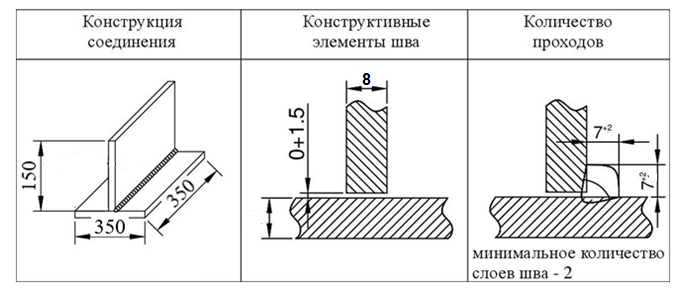 Конструкция
соединения
Конструктивные
элементы шва
Количество
проходов
150
350
350
8
0+1.5
7+2
7+2
минимальное количество
слоев шва - 2